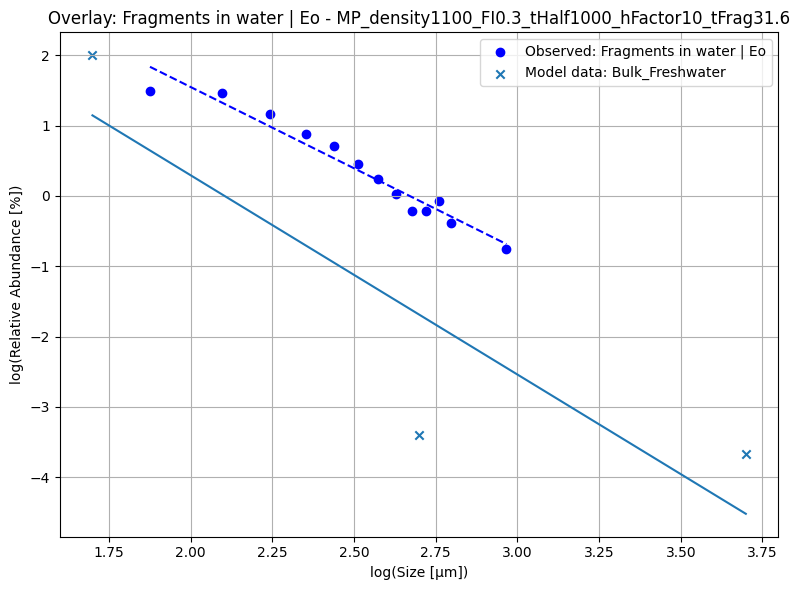 Overlay: Fragments in water | Eo - MP_density1100_FI0.3_tHalf1000_hFactor10_tFrag31.6
Observed: Fragments in water | Eo
Model data: Bulk_Freshwater
log(Relative Abundance [%])
2
1
0
−1
−2
−3
−4
1.75 2.00 2.25 2.50 2.75 3.00 3.25 3.50 3.75
log(Size [µm])